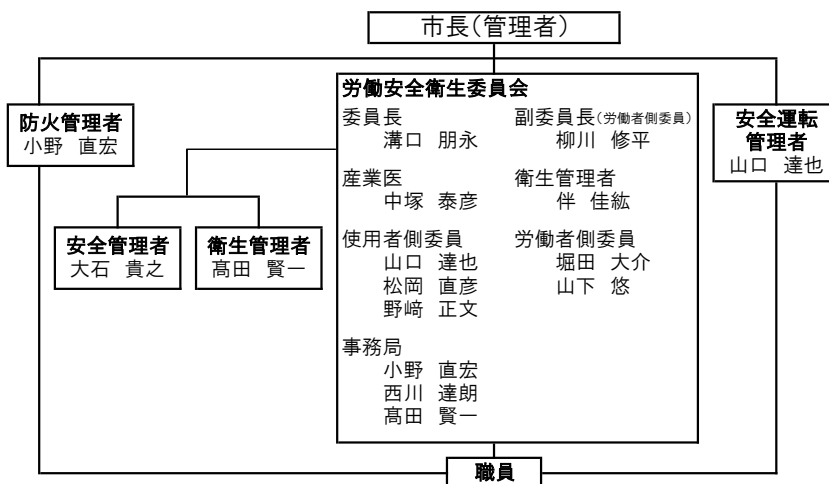 市長(管理者)
防火管理者
小野 直宏
安全管理者
大石 貴之
衛生管理者
髙田 賢一
労働安全衛生委員会
委員長
溝口 朋永
副委員長(労働者側委員)
柳川 修平
産業医
中塚 泰彦
衛生管理者
伴 佳紘
使用者側委員
山口 達也
松岡 直彦
野﨑 正文
労働者側委員
堀田 大介
山下 悠
事務局
小野 直宏
西川 達朗
髙田 賢一
安全運転
管理者
山口 達也
職員